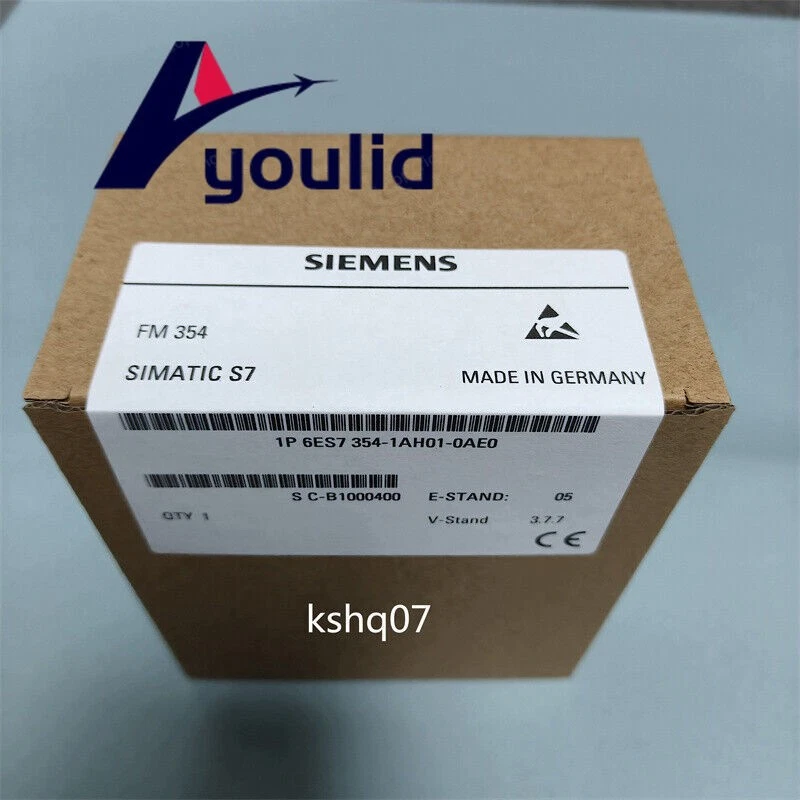 youlid
SIEMENS
FM 354
SIMATIC S7
MADE IN GERMANY
1P 6ES7 354-1AH01-0AE0
S C-B1000400 E-STAND: 05
QTY 1 V-Stand 3.7.7
CE
kshq07